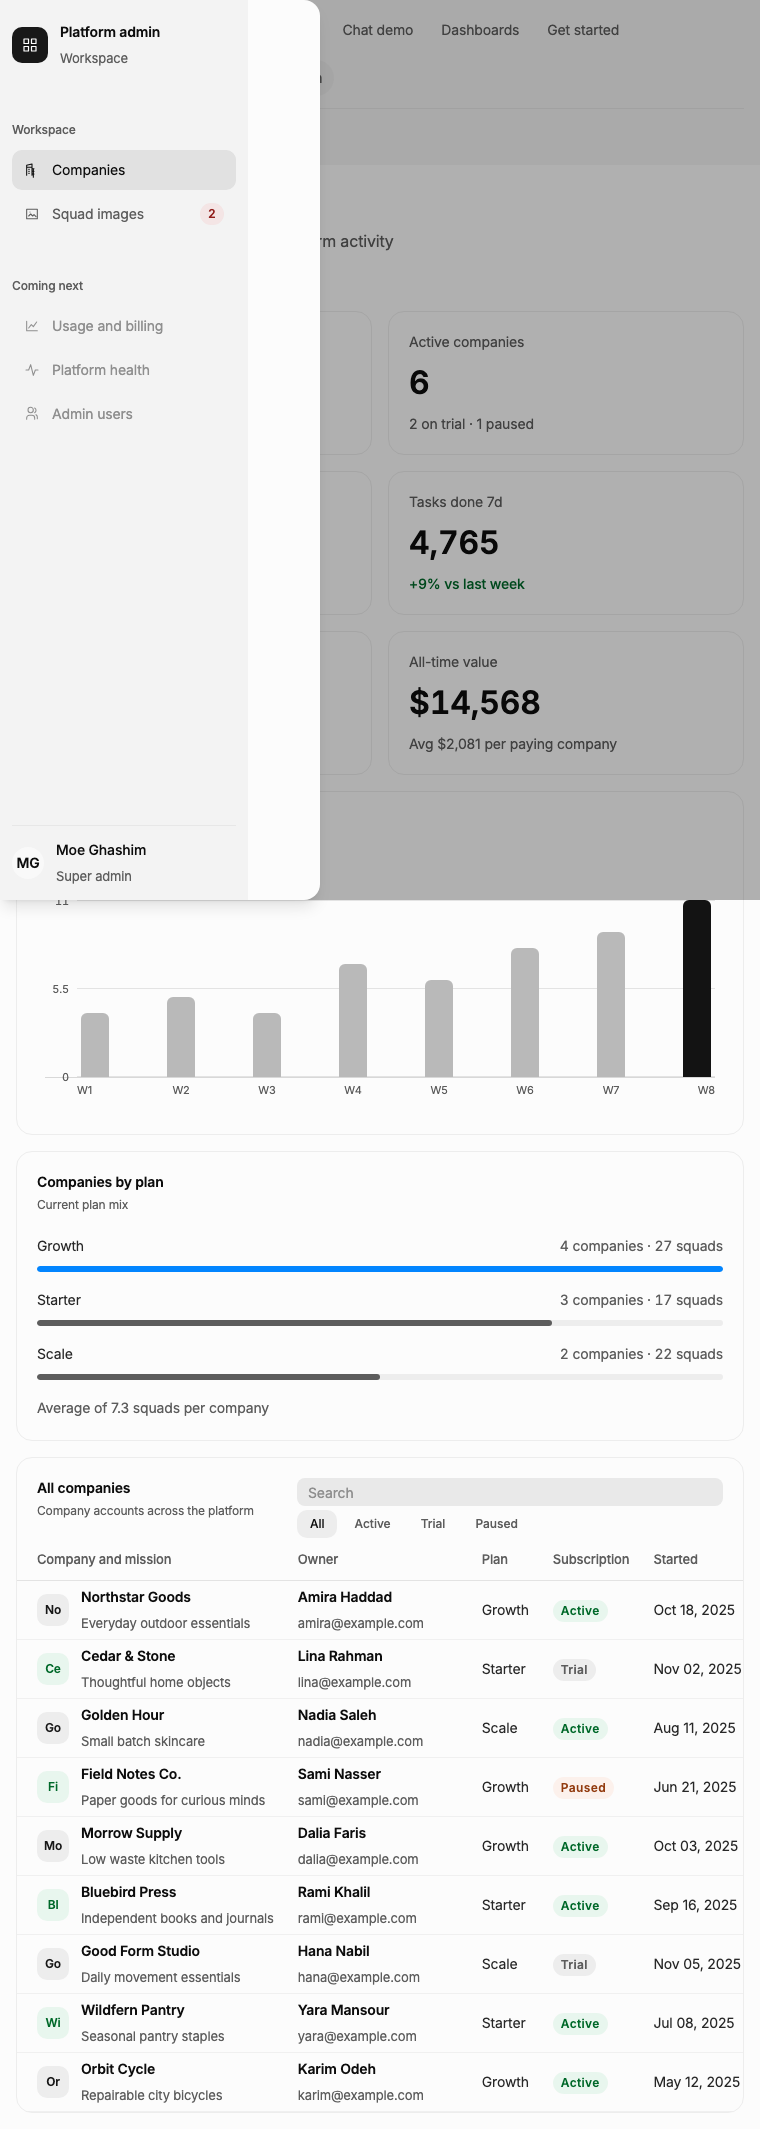 Platform admin
Workspace
Chat demo
Dashboards
Get started
Workspace
Companies
Squad images
2
Coming next
Usage and billing
Platform health
Admin users
Moe Ghashim
Super admin
MG
rm activity
Active companies
6
2 on trial · 1 paused
Tasks done 7d
4,765
+9% vs last week
All-time value
$14,568
Avg $2,081 per paying company
11
5.5
0
W1 W2 W3 W4 W5 W6 W7 W8
Companies by plan
Current plan mix
Growth 4 companies · 27 squads
Starter 3 companies · 17 squads
Scale 2 companies · 22 squads
Average of 7.3 squads per company
All companies
Company accounts across the platform
Search
All Active Trial Paused
Company and mission Owner Plan Subscription Started
No Northstar Goods Amira Haddad Growth Active Oct 18, 2025
Everyday outdoor essentials amira@example.com
Ce Cedar & Stone Lina Rahman Starter Trial Nov 02, 2025
Thoughtful home objects lina@example.com
Go Golden Hour Nadia Saleh Scale Active Aug 11, 2025
Small batch skincare nadia@example.com
Fi Field Notes Co. Sami Nasser Growth Paused Jun 21, 2025
Paper goods for curious minds sami@example.com
Mo Morrow Supply Dalia Faris Growth Active Oct 03, 2025
Low waste kitchen tools dalia@example.com
Bl Bluebird Press Rami Khalil Starter Active Sep 16, 2025
Independent books and journals rami@example.com
Go Good Form Studio Hana Nabil Scale Trial Nov 05, 2025
Daily movement essentials hana@example.com
Wi Wildfern Pantry Yara Mansour Starter Active Jul 08, 2025
Seasonal pantry staples yara@example.com
Or Orbit Cycle Karim Odeh Growth Active May 12, 2025
Repairable city bicycles karim@example.com